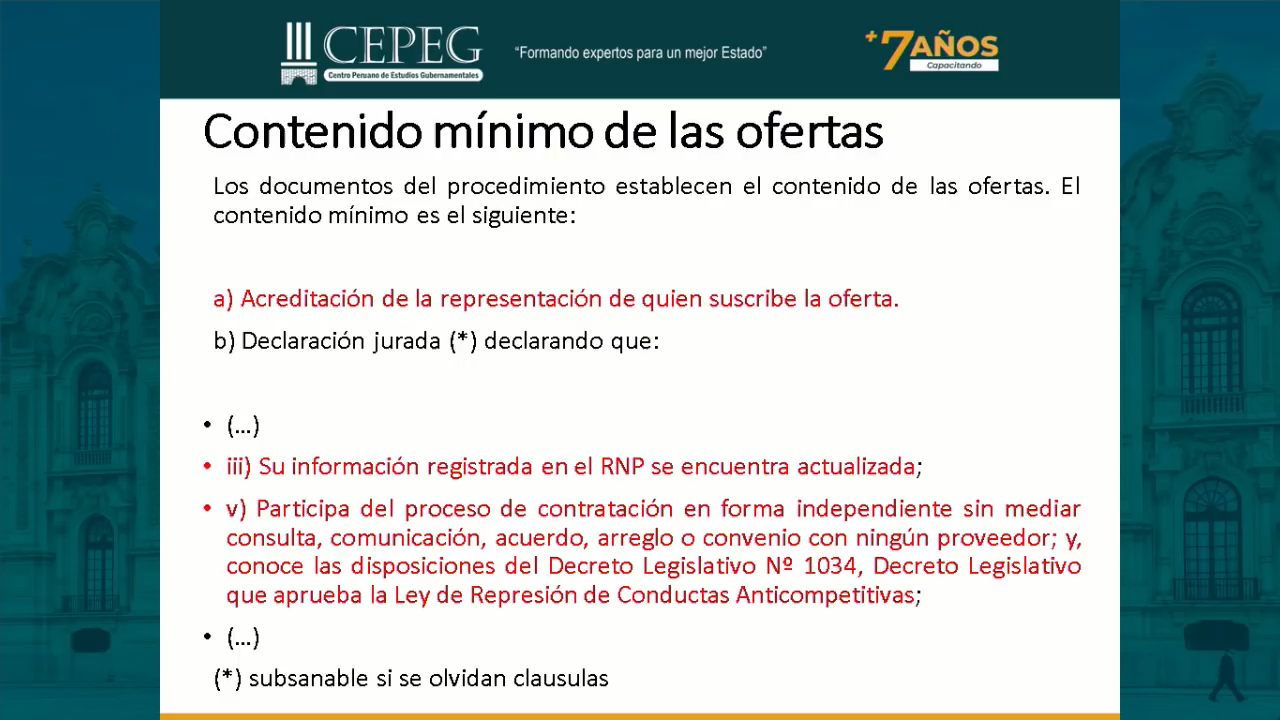 CEPEG
Centro Peruano de Estudios Gubernamentales
“Formando expertos para un mejor Estado”
+7AÑOS
Capacitando
Contenido mínimo de las ofertas
Los documentos del procedimiento establecen el contenido de las ofertas. El
contenido mínimo es el siguiente:
a) Acreditación de la representación de quien suscribe la oferta.
b) Declaración jurada (*) declarando que:
• (…)
• iii) Su información registrada en el RNP se encuentra actualizada;
• v) Participa del proceso de contratación en forma independiente sin mediar
consulta, comunicación, acuerdo, arreglo o convenio con ningún proveedor; y,
conoce las disposiciones del Decreto Legislativo Nº 1034, Decreto Legislativo
que aprueba la Ley de Represión de Conductas Anticompetitivas;
• (…)
(*) subsanable si se olvidan clausulas